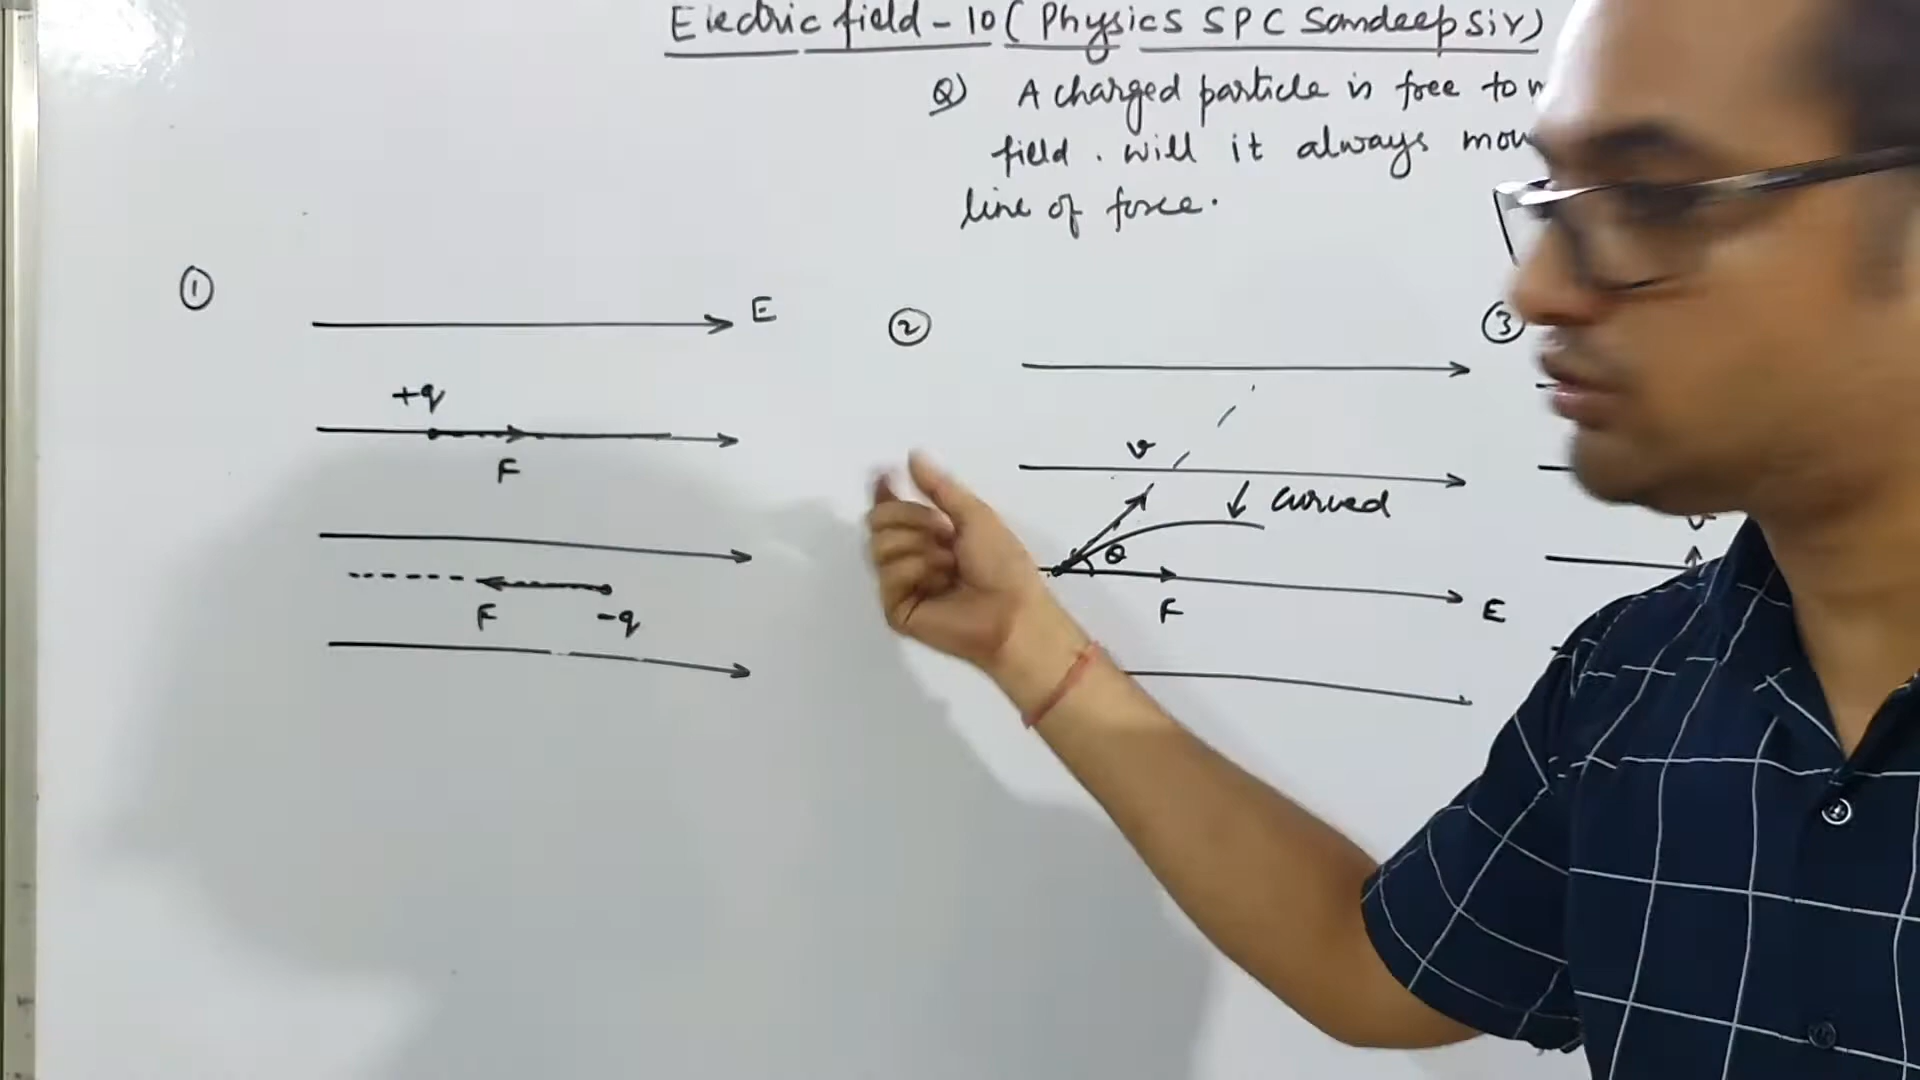 Electric field - 10 ( Physics SPC Samdeep Sir)
Q) A charged particle is free to
field. will it always
line of force.
①
E
+q
F
F
-q
②
v
curved
θ
F
E
③
v